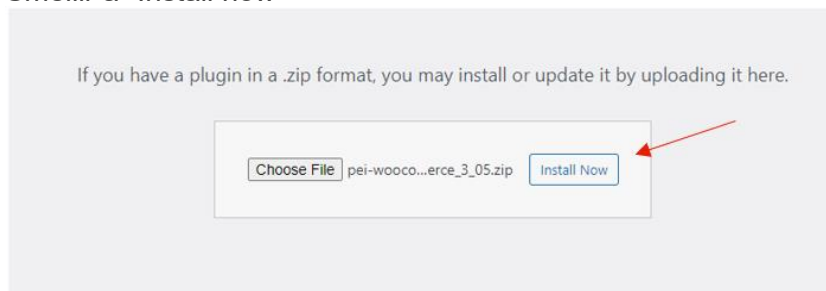 If you have a plugin in a .zip format, you may install or update it by uploading it here.
Choose File pei-wooco...erce_3_05.zip Install Now